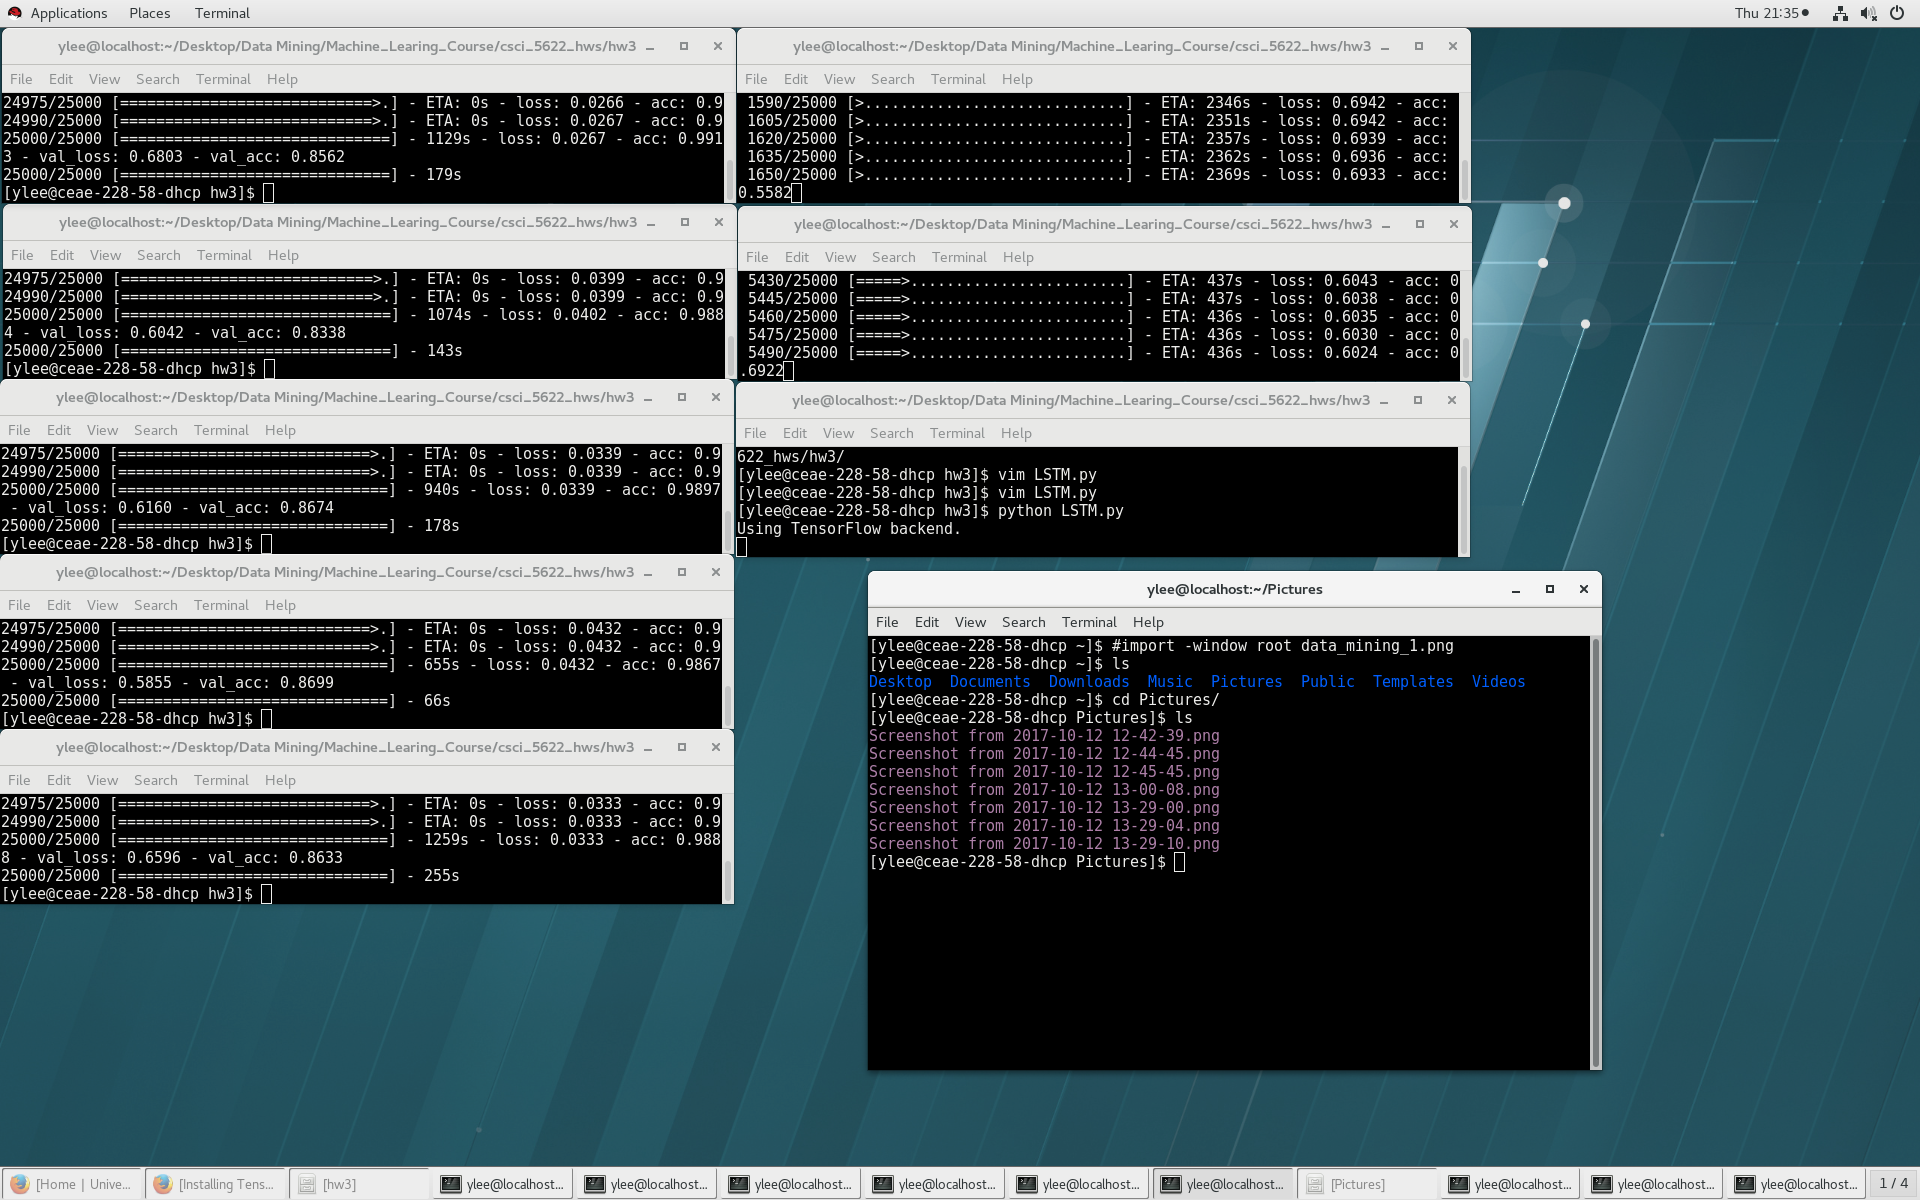 Applications Places Terminal
Thu 21:35
ylee@localhost:~/Desktop/Data Mining/Machine_Learing_Course/csci_5622_hws/hw3
File Edit View Search Terminal Help
24975/25000 [============================>.] - ETA: 0s - loss: 0.0266 - acc: 0.9
24990/25000 [============================>.] - ETA: 0s - loss: 0.0267 - acc: 0.9
25000/25000 [==============================] - 1129s - loss: 0.0267 - acc: 0.991
3 - val_loss: 0.6803 - val_acc: 0.8562
25000/25000 [==============================] - 179s
[ylee@ceae-228-58-dhcp hw3]$
ylee@localhost:~/Desktop/Data Mining/Machine_Learing_Course/csci_5622_hws/hw3
File Edit View Search Terminal Help
1590/25000 [>.............................] - ETA: 2346s - loss: 0.6942 - acc:
1605/25000 [>.............................] - ETA: 2351s - loss: 0.6942 - acc:
1620/25000 [>.............................] - ETA: 2357s - loss: 0.6939 - acc:
1635/25000 [>.............................] - ETA: 2362s - loss: 0.6936 - acc:
1650/25000 [>.............................] - ETA: 2369s - loss: 0.6933 - acc:
0.5582
ylee@localhost:~/Desktop/Data Mining/Machine_Learing_Course/csci_5622_hws/hw3
File Edit View Search Terminal Help
24975/25000 [============================>.] - ETA: 0s - loss: 0.0399 - acc: 0.9
24990/25000 [============================>.] - ETA: 0s - loss: 0.0399 - acc: 0.9
25000/25000 [==============================] - 1074s - loss: 0.0402 - acc: 0.988
4 - val_loss: 0.6042 - val_acc: 0.8338
25000/25000 [==============================] - 143s
[ylee@ceae-228-58-dhcp hw3]$
ylee@localhost:~/Desktop/Data Mining/Machine_Learing_Course/csci_5622_hws/hw3
File Edit View Search Terminal Help
5430/25000 [=====>........................] - ETA: 437s - loss: 0.6043 - acc: 0
5445/25000 [=====>........................] - ETA: 437s - loss: 0.6038 - acc: 0
5460/25000 [=====>........................] - ETA: 436s - loss: 0.6035 - acc: 0
5475/25000 [=====>........................] - ETA: 436s - loss: 0.6030 - acc: 0
5490/25000 [=====>........................] - ETA: 436s - loss: 0.6024 - acc: 0
.6922
ylee@localhost:~/Desktop/Data Mining/Machine_Learing_Course/csci_5622_hws/hw3
File Edit View Search Terminal Help
24975/25000 [============================>.] - ETA: 0s - loss: 0.0339 - acc: 0.9
24990/25000 [============================>.] - ETA: 0s - loss: 0.0339 - acc: 0.9
25000/25000 [==============================] - 940s - loss: 0.0339 - acc: 0.9897
- val_loss: 0.6160 - val_acc: 0.8674
25000/25000 [==============================] - 178s
[ylee@ceae-228-58-dhcp hw3]$
ylee@localhost:~/Desktop/Data Mining/Machine_Learing_Course/csci_5622_hws/hw3
File Edit View Search Terminal Help
622_hws/hw3/
[ylee@ceae-228-58-dhcp hw3]$ vim LSTM.py
[ylee@ceae-228-58-dhcp hw3]$ vim LSTM.py
[ylee@ceae-228-58-dhcp hw3]$ python LSTM.py
Using TensorFlow backend.
ylee@localhost:~/Desktop/Data Mining/Machine_Learing_Course/csci_5622_hws/hw3
File Edit View Search Terminal Help
24975/25000 [============================>.] - ETA: 0s - loss: 0.0432 - acc: 0.9
24990/25000 [============================>.] - ETA: 0s - loss: 0.0432 - acc: 0.9
25000/25000 [==============================] - 655s - loss: 0.0432 - acc: 0.9867
- val_loss: 0.5855 - val_acc: 0.8699
25000/25000 [==============================] - 66s
[ylee@ceae-228-58-dhcp hw3]$
ylee@localhost:~/Desktop/Data Mining/Machine_Learing_Course/csci_5622_hws/hw3
File Edit View Search Terminal Help
24975/25000 [============================>.] - ETA: 0s - loss: 0.0333 - acc: 0.9
24990/25000 [============================>.] - ETA: 0s - loss: 0.0333 - acc: 0.9
25000/25000 [==============================] - 1259s - loss: 0.0333 - acc: 0.988
8 - val_loss: 0.6596 - val_acc: 0.8633
25000/25000 [==============================] - 255s
[ylee@ceae-228-58-dhcp hw3]$
ylee@localhost:~/Pictures
File Edit View Search Terminal Help
[ylee@ceae-228-58-dhcp ~]$ #import -window root data_mining_1.png
[ylee@ceae-228-58-dhcp ~]$ ls
Desktop Documents Downloads Music Pictures Public Templates Videos
[ylee@ceae-228-58-dhcp ~]$ cd Pictures/
[ylee@ceae-228-58-dhcp Pictures]$ ls
Screenshot from 2017-10-12 12-42-39.png
Screenshot from 2017-10-12 12-44-45.png
Screenshot from 2017-10-12 12-45-45.png
Screenshot from 2017-10-12 13-00-08.png
Screenshot from 2017-10-12 13-29-00.png
Screenshot from 2017-10-12 13-29-04.png
Screenshot from 2017-10-12 13-29-10.png
[ylee@ceae-228-58-dhcp Pictures]$
[Home | Unive... [Installing Tens... [hw3] ylee@localhost... ylee@localhost... ylee@localhost... ylee@localhost... ylee@localhost... ylee@localhost... [Pictures] ylee@localhost... ylee@localhost... ylee@localhost... 1 / 4